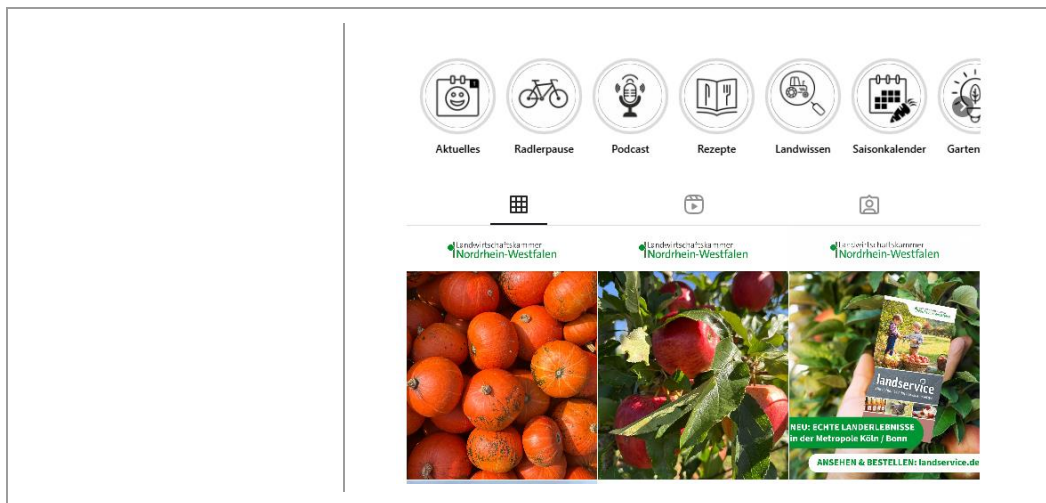 Aktuelles
Radlerpause
Podcast
Rezepte
Landwissen
Saisonkalender
Garten
Landwirtschaftskammer
Nordrhein-Westfalen
Landwirtschaftskammer
Nordrhein-Westfalen
Landwirtschaftskammer
Nordrhein-Westfalen
landservice
NEU: ECHTE LANDERLEBNISSE
in der Metropole Köln / Bonn
ANSEHEN & BESTELLEN: landservice.de